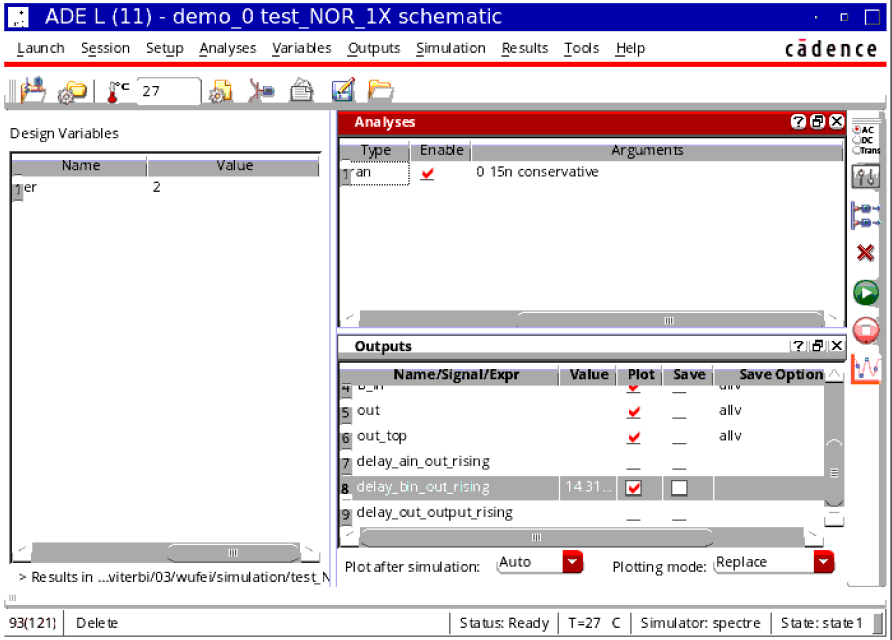 ADE L (11) - demo_0 test_NOR_1X schematic
Launch Session Setup Analyses Variables Outputs Simulation Results Tools Help cādence
°C 27
Design Variables
Name Value
1 er 2
> Results in ...viterbi/03/wufei/simulation/test_N
Analyses
Type Enable Arguments
1 ran 0 15n conservative
Outputs
Name/Signal/Expr Value Plot Save Save Option
4
5 out allv
6 out_top allv
7 delay_ain_out_rising
8 delay_bin_out_rising 14.31...
9 delay_out_output_rising
Plot after simulation: Auto Plotting mode: Replace
AC
DC
Trans
93(121) Delete Status: Ready T=27 C Simulator: spectre State: state1